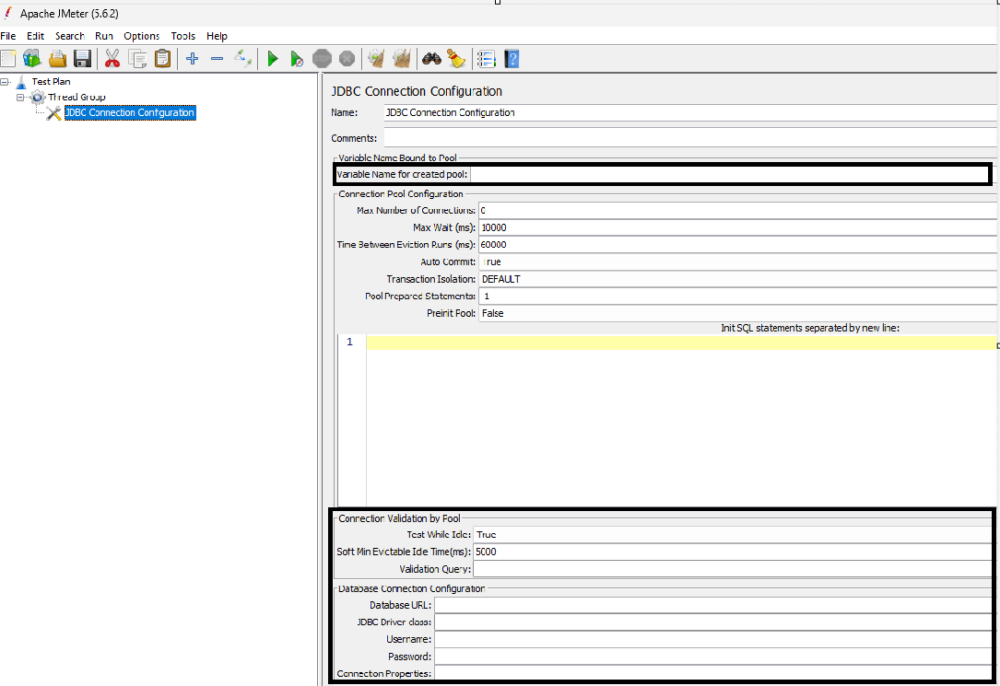 Apache JMeter (5.6.2)
File Edit Search Run Options Tools Help
Test Plan
Thread Group
JDBC Connection Configuration
JDBC Connection Configuration
Name: JDBC Connection Configuration
Comments:
Variable Name Bound to Pool
Variable Name for created pool:
Connection Pool Configuration
Max Number of Connections: 0
Max Wait (ms): 10000
Time Between Eviction Runs (ms): 60000
Auto Commit: True
Transaction Isolation: DEFAULT
Pool Prepared Statements: -1
Preinit Pool: False
Init SQL statements separated by new line:
1
Connection Validation by Pool
Test While Idle: True
Soft Min Evictable Idle Time(ms): 5000
Validation Query:
Database Connection Configuration
Database URL:
JDBC Driver class:
Username:
Password:
Connection Properties: